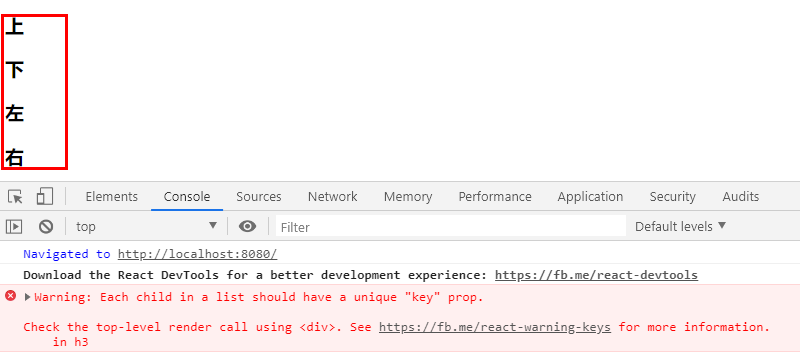 上
下
左
右
Elements Console Sources Network Memory Performance Application Security Audits
top Filter Default levels
Navigated to http://localhost:8080/
Download the React DevTools for a better development experience: https://fb.me/react-devtools
Warning: Each child in a list should have a unique "key" prop.
Check the top-level render call using <div>. See https://fb.me/react-warning-keys for more information.
in h3